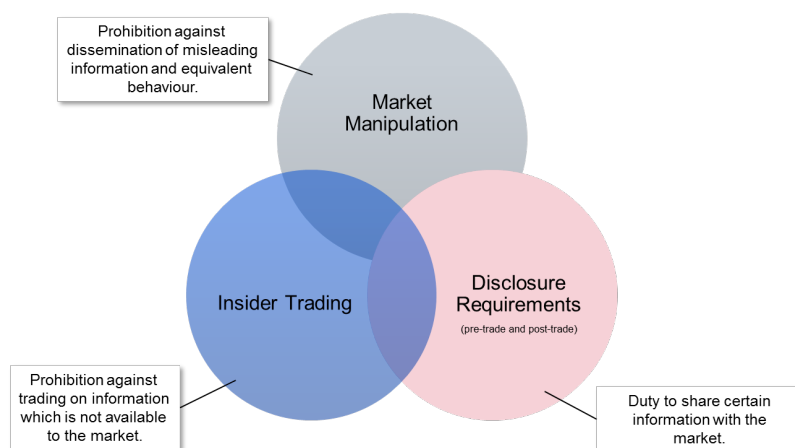 Prohibition against
dissemination of misleading
information and equivalent
behaviour.
Market
Manipulation
Insider Trading
Disclosure
Requirements
(pre-trade and post-trade)
Prohibition against
trading on information
which is not available
to the market.
Duty to share certain
information with the
market.